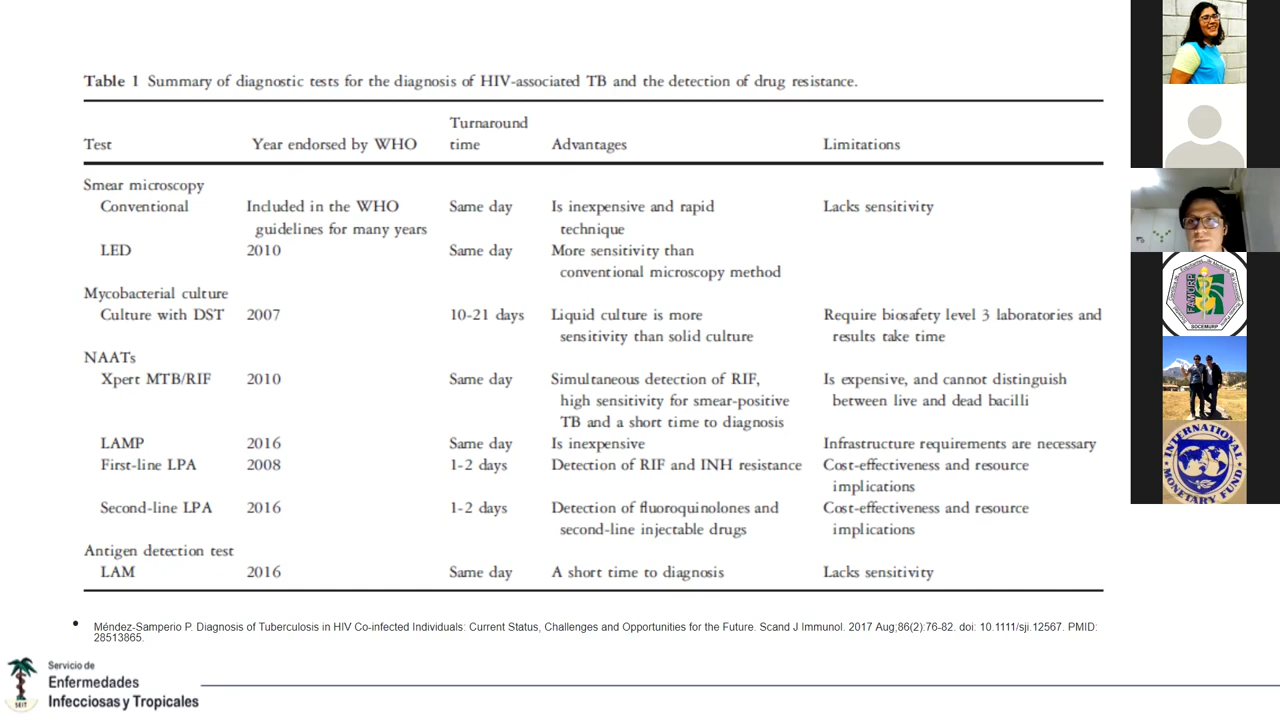 Table 1 Summary of diagnostic tests for the diagnosis of HIV-associated TB and the detection of drug resistance.
Test Year endorsed by WHO Turnaround time Advantages Limitations
Smear microscopy
Conventional Included in the WHO guidelines for many years Same day Is inexpensive and rapid technique Lacks sensitivity
LED 2010 Same day More sensitivity than conventional microscopy method
Mycobacterial culture
Culture with DST 2007 10-21 days Liquid culture is more sensitivity than solid culture Require biosafety level 3 laboratories and results take time
NAATs
Xpert MTB/RIF 2010 Same day Simultaneous detection of RIF, high sensitivity for smear-positive TB and a short time to diagnosis Is expensive, and cannot distinguish between live and dead bacilli
LAMP 2016 Same day Is inexpensive Infrastructure requirements are necessary
First-line LPA 2008 1-2 days Detection of RIF and INH resistance Cost-effectiveness and resource implications
Second-line LPA 2016 1-2 days Detection of fluoroquinolones and second-line injectable drugs Cost-effectiveness and resource implications
Antigen detection test
LAM 2016 Same day A short time to diagnosis Lacks sensitivity
• Méndez-Samperio P. Diagnosis of Tuberculosis in HIV Co-infected Individuals: Current Status, Challenges and Opportunities for the Future. Scand J Immunol. 2017 Aug;86(2):76-82. doi: 10.1111/sji.12567. PMID:
28513865.
Servicio de
Enfermedades
Infecciosas y Tropicales
SEIT
FAMURP
SOCEMURP
INTERNATIONAL
MONETARY FUND